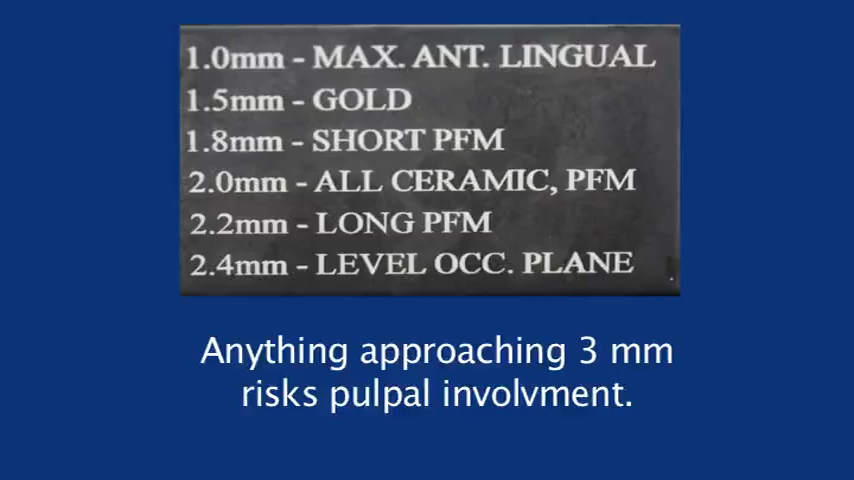 1.0mm - MAX. ANT. LINGUAL
1.5mm - GOLD
1.8mm - SHORT PFM
2.0mm - ALL CERAMIC, PFM
2.2mm - LONG PFM
2.4mm - LEVEL OCC. PLANE
Anything approaching 3 mm
risks pulpal involvment.